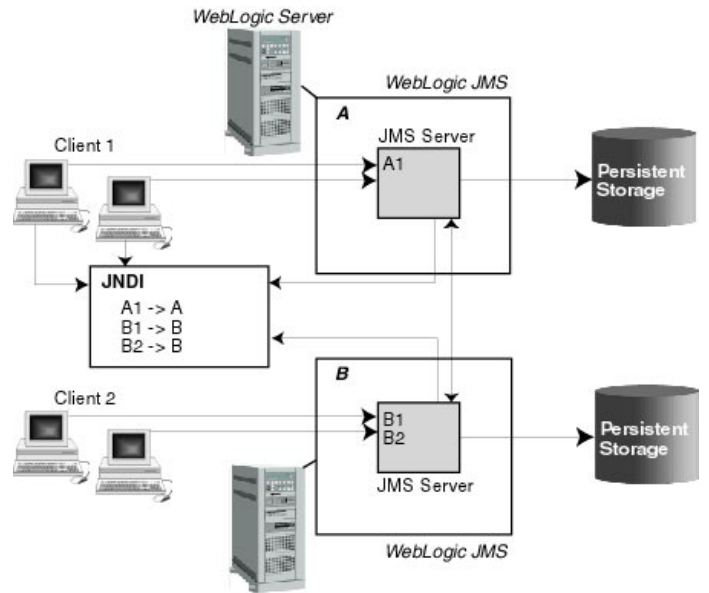 WebLogic Server
WebLogic JMS
A
JMS Server
A1
Client 1
Persistent
Storage
JNDI
A1 -> A
B1 -> B
B2 -> B
B
Client 2
B1
B2
JMS Server
Persistent
Storage
WebLogic JMS